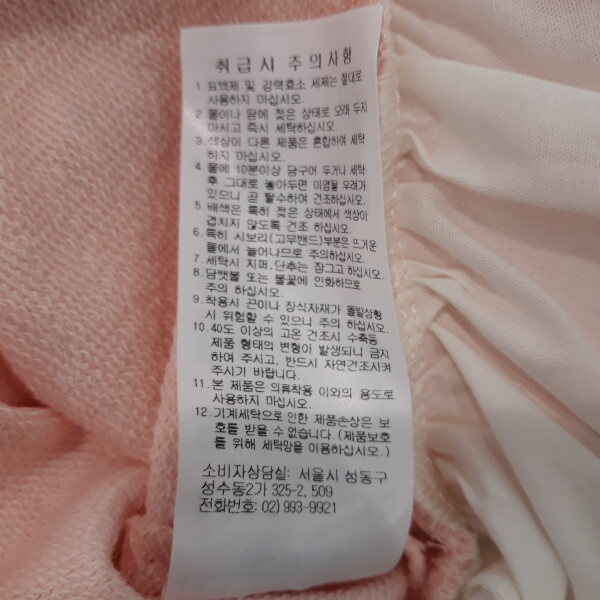 취급시 주의사항
1. 표백제 및 강력효소 세제는 절대로
사용하지 마십시오.
2. 물이나 땀에 젖은 상태로 오래 두지
마시고 즉시 세탁하십시오.
3. 색상이 다른 제품은 혼합하여 세탁
하지 마십시오.
4. 물에 10분이상 담구어 두거나 세탁
후 그대로 놓아두면 이염될 우려가
있으니 곧 탈수하여 건조하십시오.
5. 배색은 특히 젖은 상태에서 색상이
겹치지 않도록 건조 하십시오.
6. 특히 시보리(고무밴드)부분은 뜨거운
물에서 늘어나므로 주의하십시오.
7. 세탁시 지퍼,단추는 잠그고 하십시오.
8. 담뱃불 또는 불꽃에 인화하므로
주의 하십시오.
9. 착용시 끈이나 장식자재가 돌발상황
시 위험할 수 있으니 주의 하십시오.
10. 40도 이상의 고온 건조시 수축등
제품 형태의 변형이 발생되니 금지
하여 주시고, 반드시 자연건조시켜
주시기 바랍니다.
11. 본 제품은 의류착용 이외의 용도로
사용하지 마십시오.
12. 기계세탁으로 인한 제품손상은 보
호를 받을 수 없습니다. (제품보호
를 위해 세탁망을 이용하십시오.)
소비자상담실: 서울시 성동구
성수동2가 325-2, 509
전화번호: 02) 993-9921